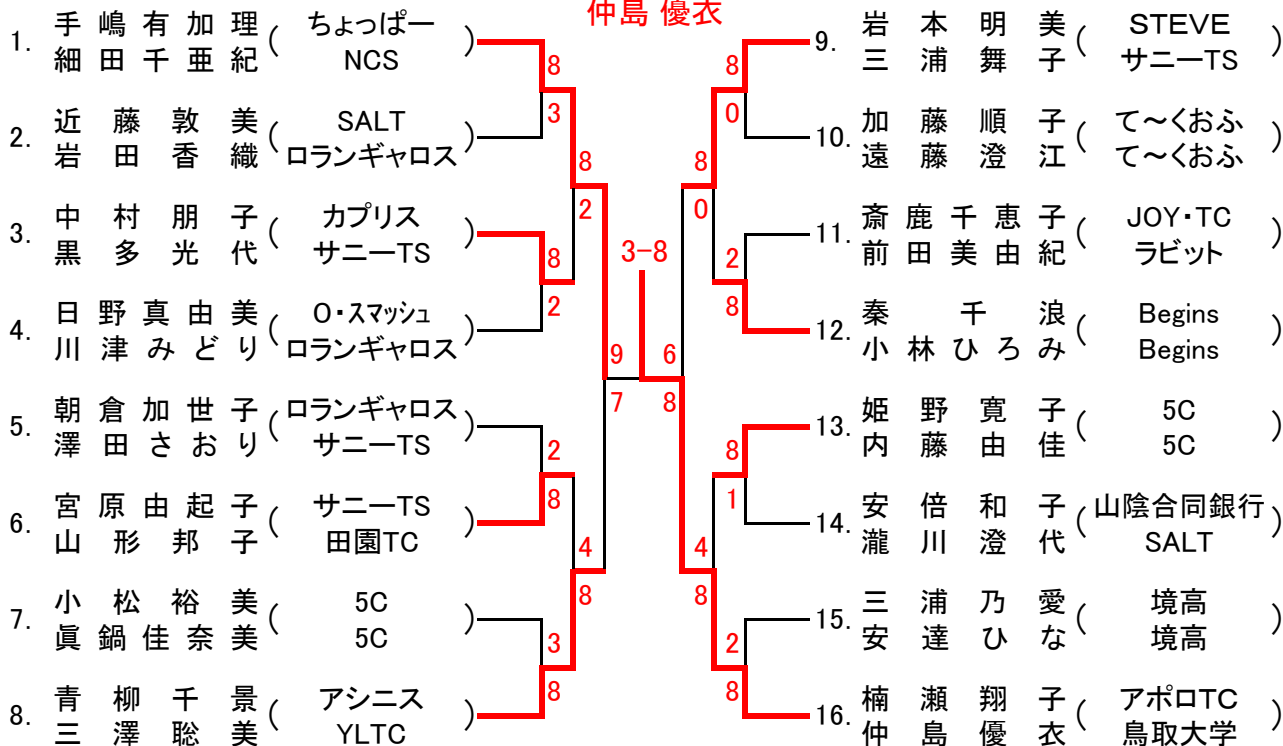 仲島 優衣
1. 手嶋有加理 ( ちょっぱー )
細田千亜紀 NCS
2. 近藤敦美 ( SALT )
岩田香織 ロランギャロス
3. 中村朋子 ( カプリス )
黒多光代 サニーTS
4. 日野真由美 ( O・スマッシュ )
川津みどり ロランギャロス
5. 朝倉加世子 ( ロランギャロス )
澤田さおり サニーTS
6. 宮原由起子 ( サニーTS )
山形邦子 田園TC
7. 小松裕美 ( 5C )
眞鍋佳奈美 5C
8. 青柳千景 ( アシニス )
三澤聡美 YLTC
8
3
8
2
2
8
3
8
8
2
4
8
9
7
3-8
6
8
8
0
4
8
8
0
2
8
8
1
2
8
9. 岩本明美 ( STEVE )
三浦舞子 サニーTS
10. 加藤順子 ( て～くおふ )
遠藤澄江 て～くおふ
11. 斎鹿千恵子 ( JOY・TC )
前田美由紀 ラビット
12. 秦千浪 ( Begins )
小林ひろみ Begins
13. 姫野寛子 ( 5C )
内藤由佳 5C
14. 安倍和子 ( 山陰合同銀行 )
瀧川澄代 SALT
15. 三浦乃愛 ( 境高 )
安達ひな 境高
16. 楠瀬翔子 ( アポロTC )
仲島優衣 鳥取大学